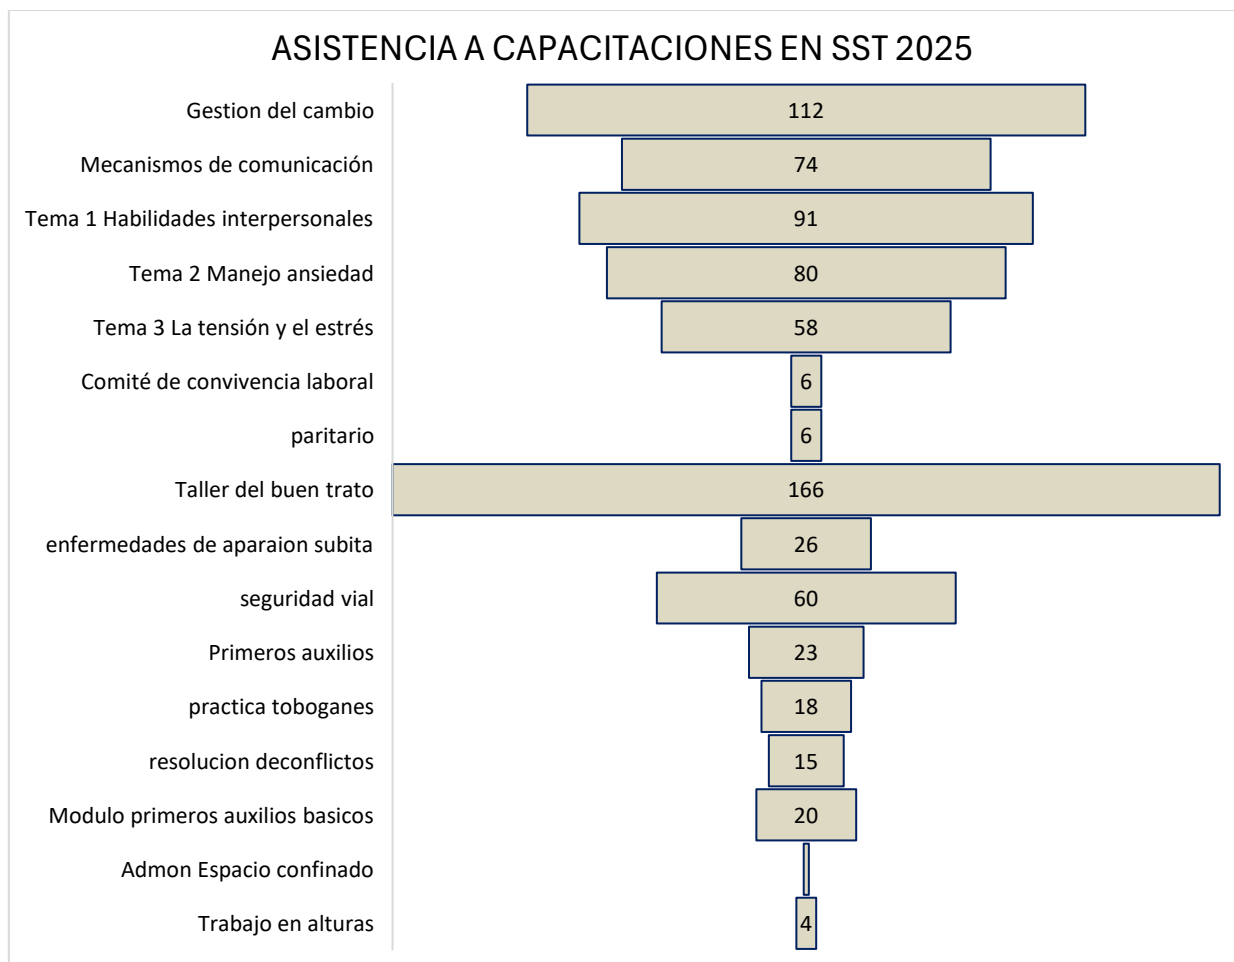 ASISTENCIA A CAPACITACIONES EN SST 2025
Gestion del cambio 112
Mecanismos de comunicación 74
Tema 1 Habilidades interpersonales 91
Tema 2 Manejo ansiedad 80
Tema 3 La tensión y el estrés 58
Comité de convivencia laboral 6
paritario 6
Taller del buen trato 166
enfermedades de aparaion subita 26
seguridad vial 60
Primeros auxilios 23
practica toboganes 18
resolucion deconflictos 15
Modulo primeros auxilios basicos 20
Admon Espacio confinado
Trabajo en alturas 4